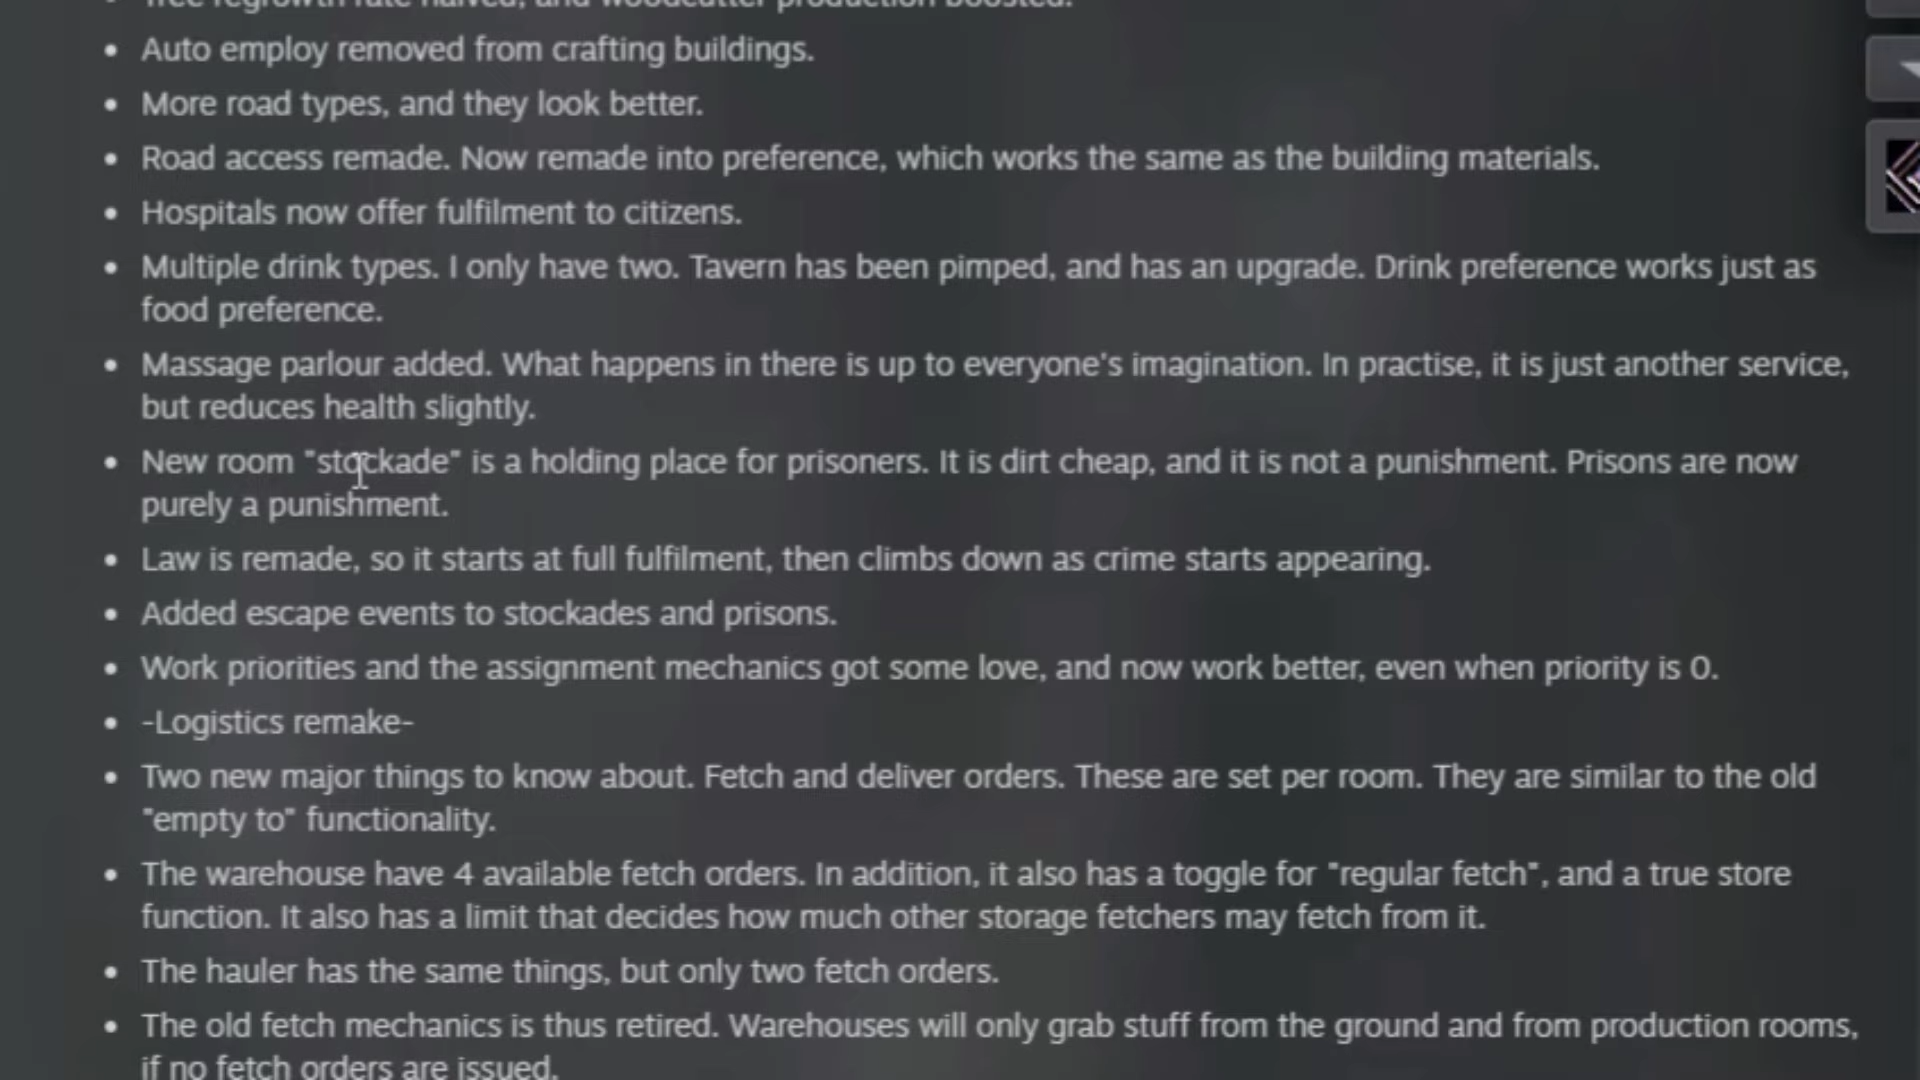 Tree regrowth rate halved, and woodcutter production boosted.
• Auto employ removed from crafting buildings.
• More road types, and they look better.
• Road access remade. Now remade into preference, which works the same as the building materials.
• Hospitals now offer fulfilment to citizens.
• Multiple drink types. I only have two. Tavern has been pimped, and has an upgrade. Drink preference works just as
food preference.
• Massage parlour added. What happens in there is up to everyone's imagination. In practise, it is just another service,
but reduces health slightly.
• New room "stockade" is a holding place for prisoners. It is dirt cheap, and it is not a punishment. Prisons are now
purely a punishment.
• Law is remade, so it starts at full fulfilment, then climbs down as crime starts appearing.
• Added escape events to stockades and prisons.
• Work priorities and the assignment mechanics got some love, and now work better, even when priority is 0.
• -Logistics remake-
• Two new major things to know about. Fetch and deliver orders. These are set per room. They are similar to the old
"empty to" functionality.
• The warehouse have 4 available fetch orders. In addition, it also has a toggle for "regular fetch", and a true store
function. It also has a limit that decides how much other storage fetchers may fetch from it.
• The hauler has the same things, but only two fetch orders.
• The old fetch mechanics is thus retired. Warehouses will only grab stuff from the ground and from production rooms,
if no fetch orders are issued.